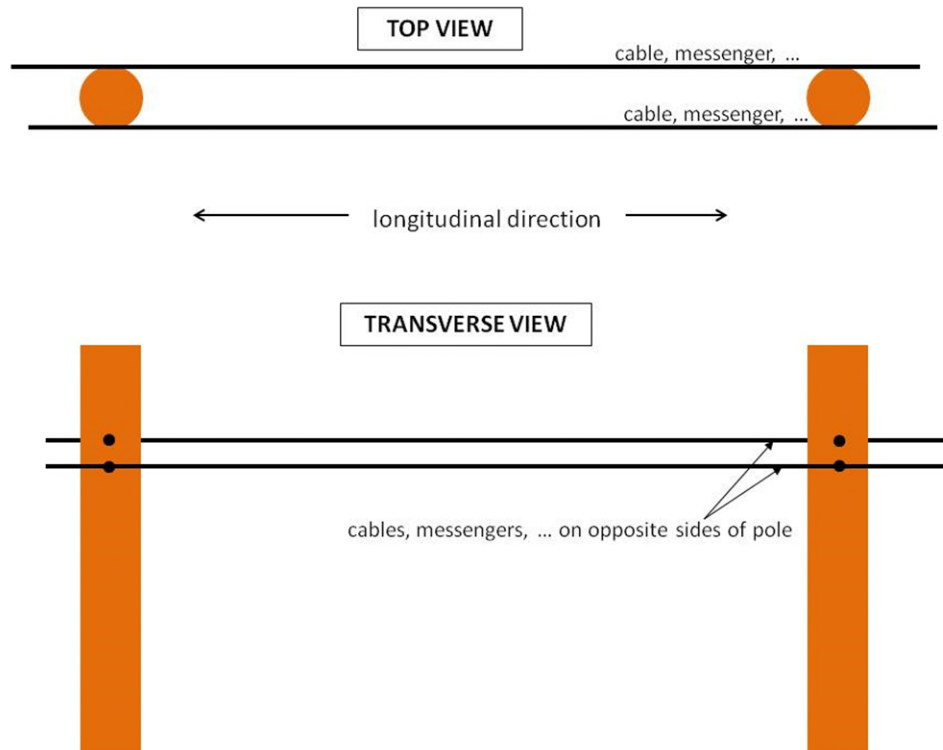 TOP VIEW
cable, messenger, ...
cable, messenger, ...
longitudinal direction
TRANSVERSE VIEW
cables, messengers, ... on opposite sides of pole